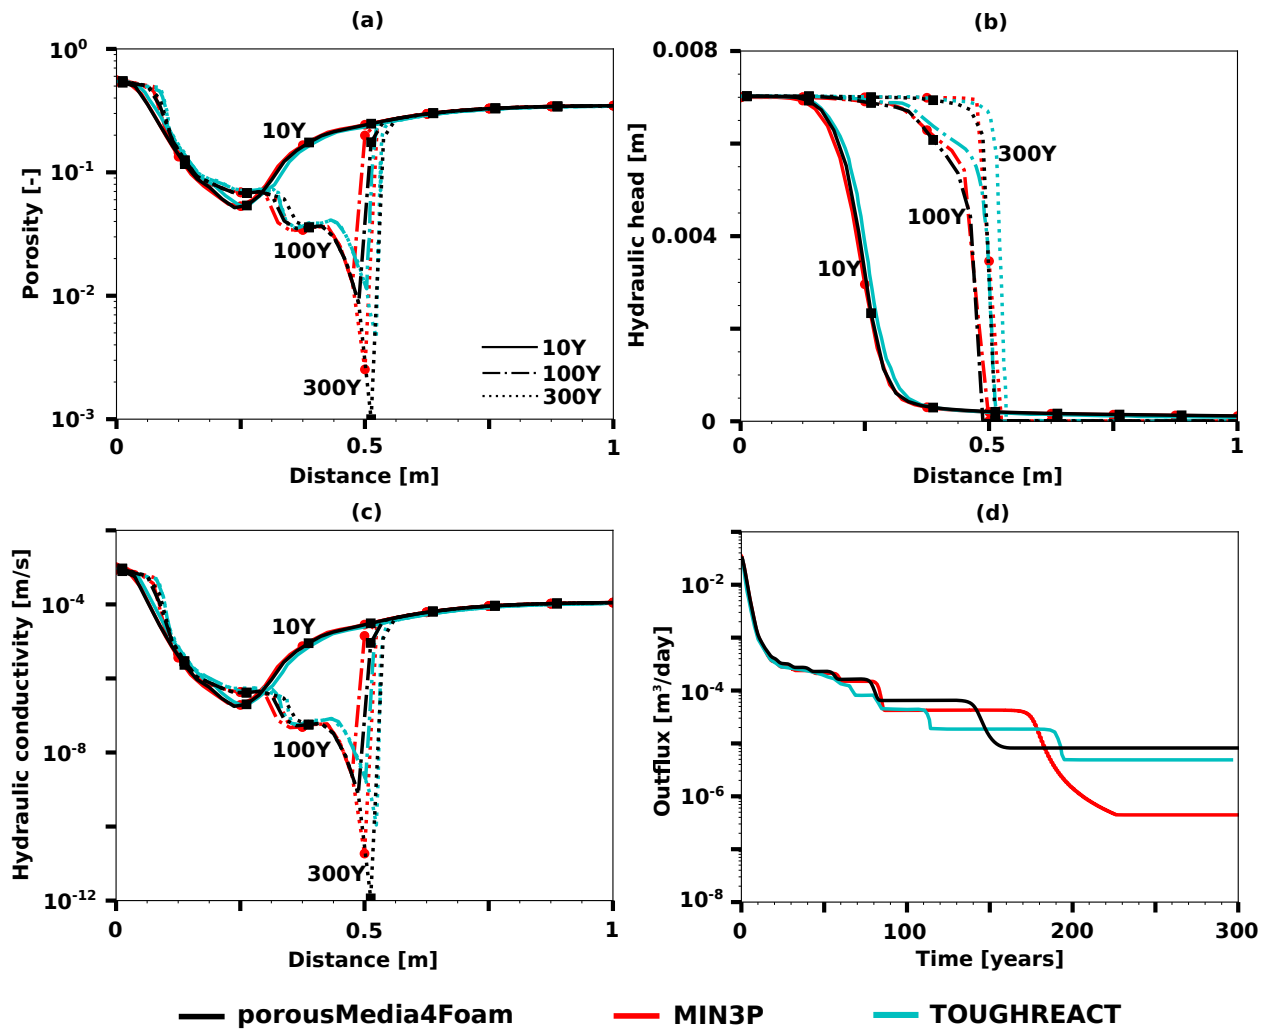 (a)
Porosity [-]
10⁰
10⁻¹
10⁻²
10⁻³
10Y
100Y
300Y
10Y
100Y
300Y
0
0.5
1
Distance [m]
(b)
Hydraulic head [m]
0.008
0.004
0
300Y
100Y
10Y
0
0.5
1
Distance [m]
(c)
Hydraulic conductivity [m/s]
10⁻⁴
10⁻⁸
10⁻¹²
10Y
100Y
300Y
0
0.5
1
Distance [m]
(d)
Outflux [m³/day]
10⁻²
10⁻⁴
10⁻⁶
10⁻⁸
0
100
200
300
Time [years]
porousMedia4Foam
MIN3P
TOUGHREACT